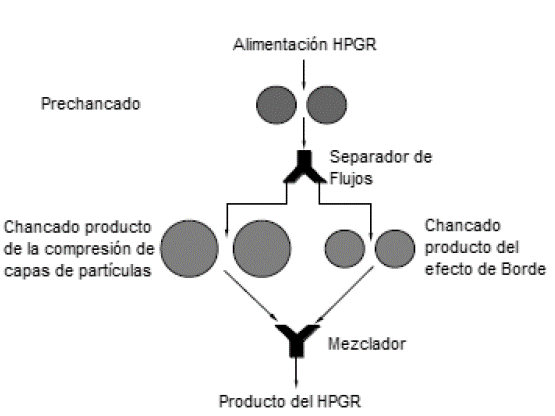 Alimentación HPGR
Prechancado
Separador de
Flujos
Chancado producto
de la compresión de
capas de partículas
Chancado
producto del
efecto de Borde
Mezclador
Producto del HPGR